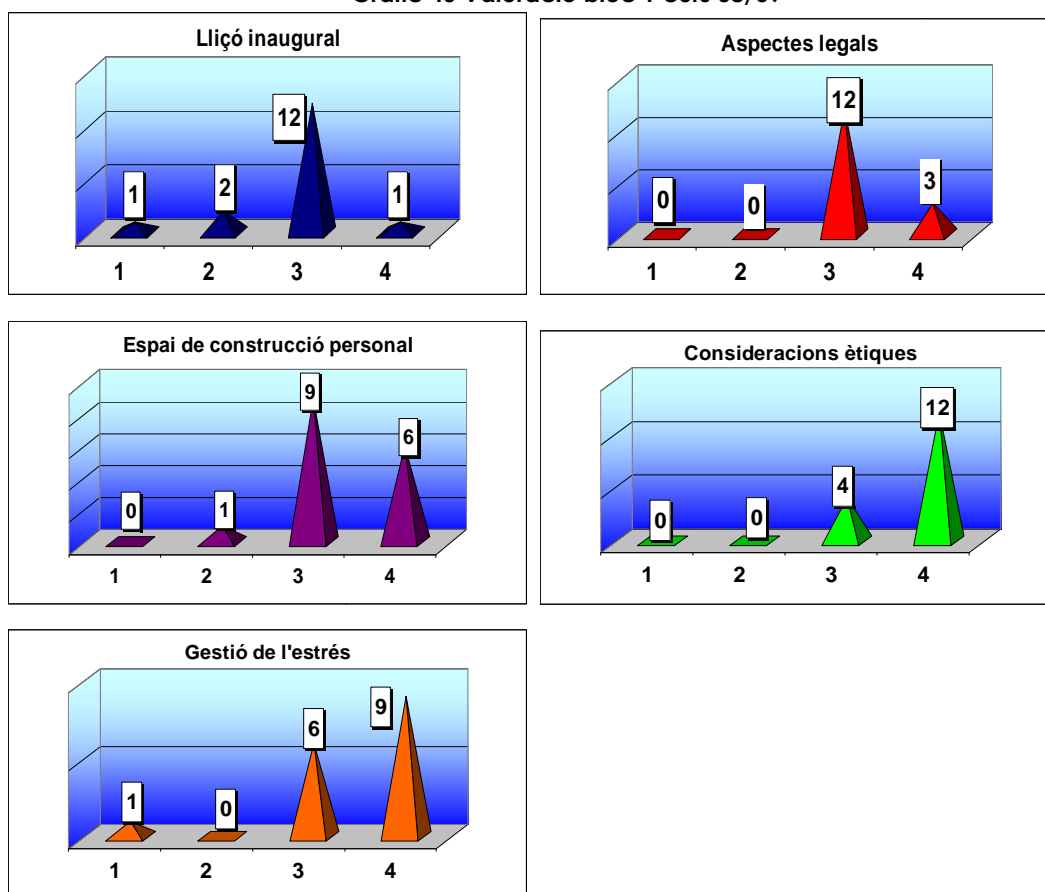 Valoració bloc
Lliçó inaugural
12
1
2
1
1 2 3 4
Aspectes legals
12
0
0
3
1 2 3 4
Espai de construcció personal
9
6
0
1
1 2 3 4
Consideracions ètiques
12
4
0
0
1 2 3 4
Gestió de l'estrés
9
6
1
0
1 2 3 4